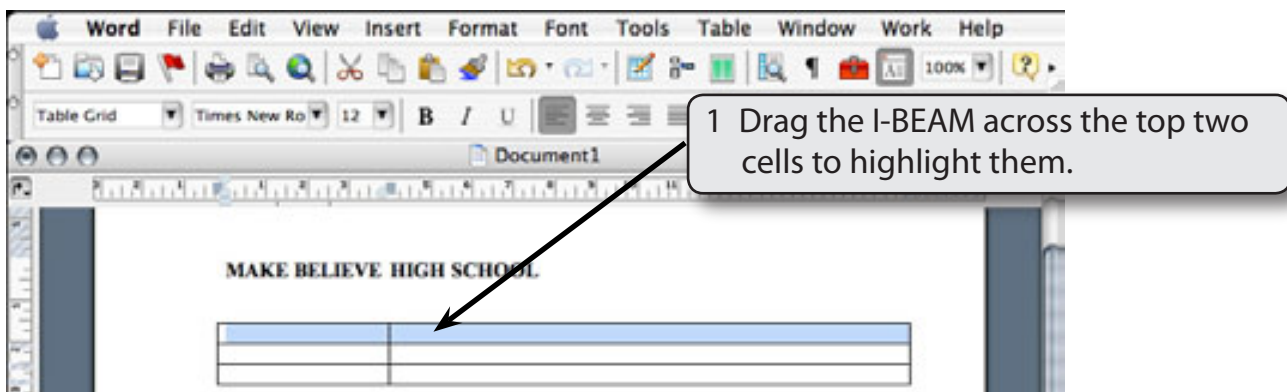 Word File Edit View Insert Format Font Tools Table Window Work Help
100%
Table Grid Times New Ro 12 B I U
Document1
1 Drag the I-BEAM across the top two
cells to highlight them.
MAKE BELIEVE HIGH SCHOOL